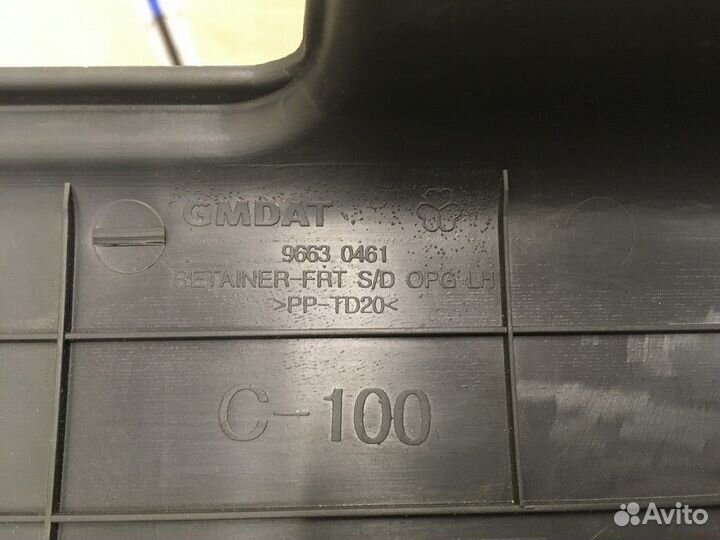 GMDAT
9663 0461
RETAINER-FRT S/D OPG LH
>PP-TD20<
C-100
Avito